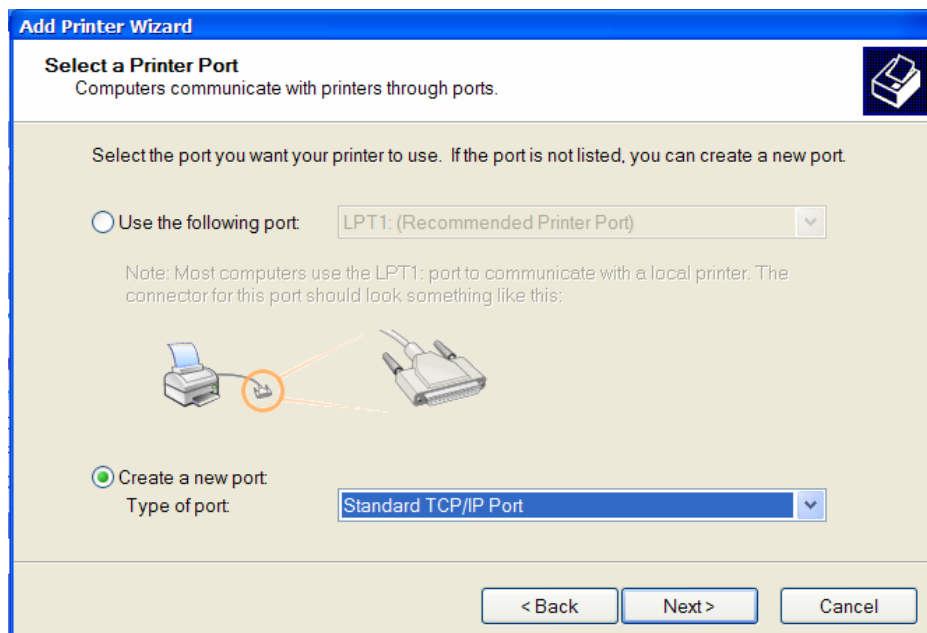 Add Printer Wizard
Select a Printer Port
Computers communicate with printers through ports.
Select the port you want your printer to use. If the port is not listed, you can create a new port.
Use the following port: LPT1: (Recommended Printer Port)
Note: Most computers use the LPT1: port to communicate with a local printer. The
connector for this port should look something like this:
Create a new port:
Type of port: Standard TCP/IP Port
< Back Next > Cancel